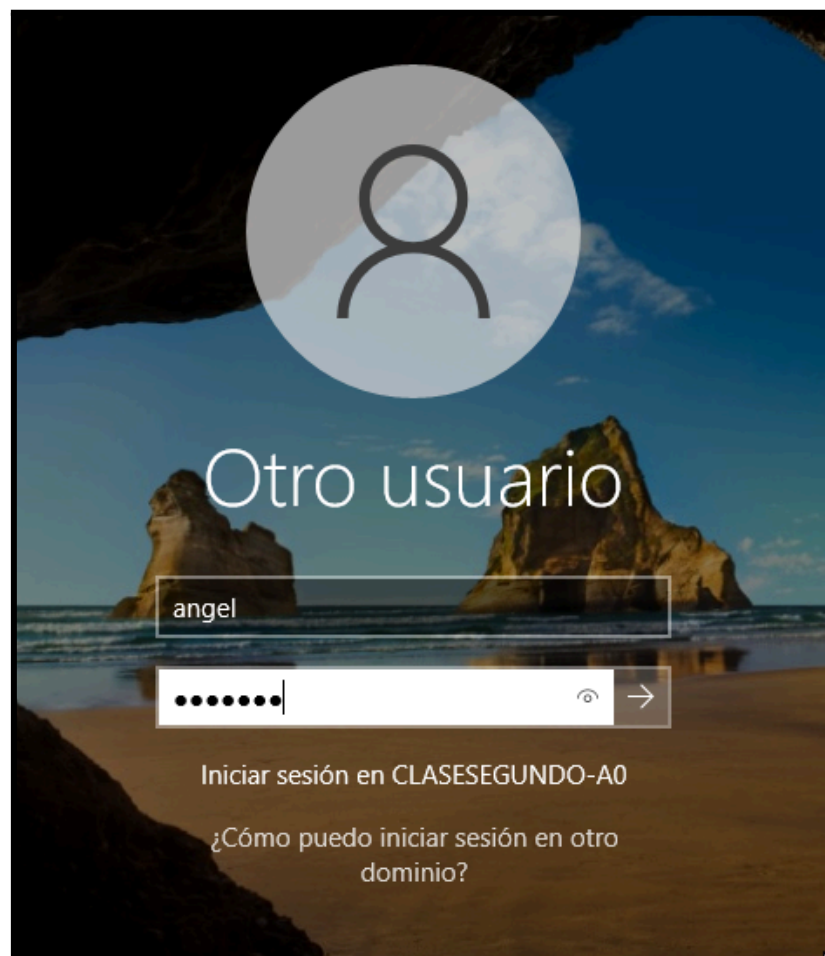 Otro usuario
angel
●●●●●●●
Iniciar sesión en CLASESEGUNDO-A0
¿Cómo puedo iniciar sesión en otro
dominio?